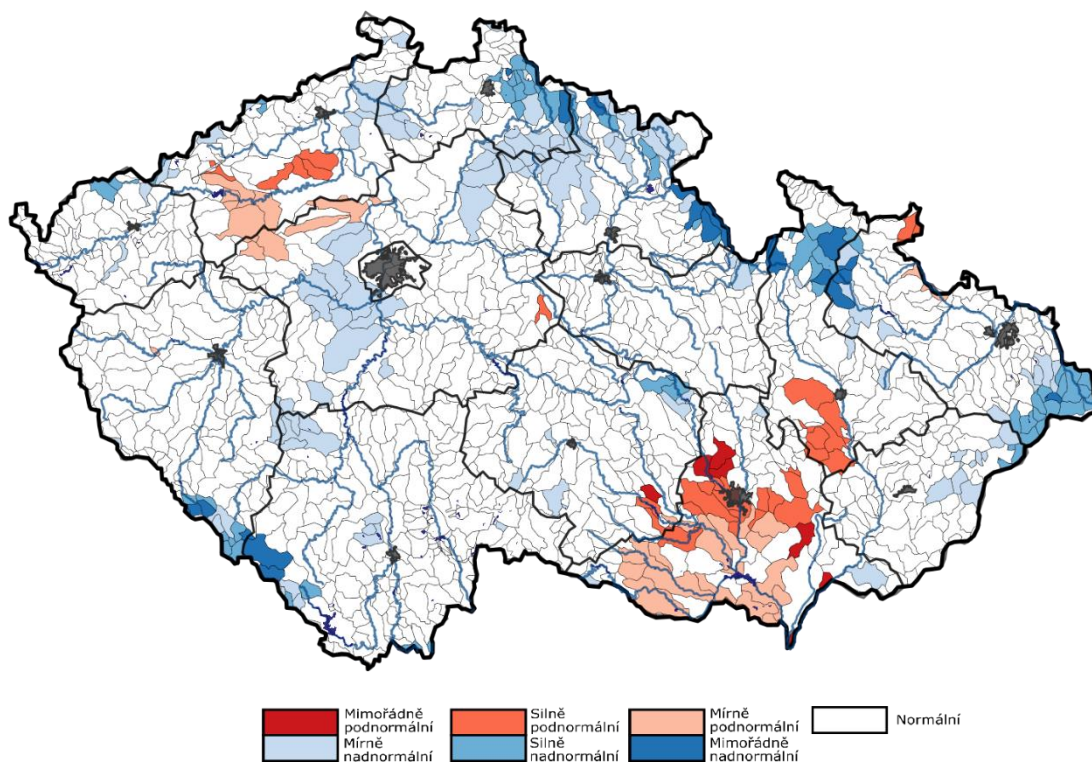 Mimořádně
podnormální
Silně
podnormální
Mírně
podnormální
Normální
Mírně
nadnormální
Silně
nadnormální
Mimořádně
nadnormální